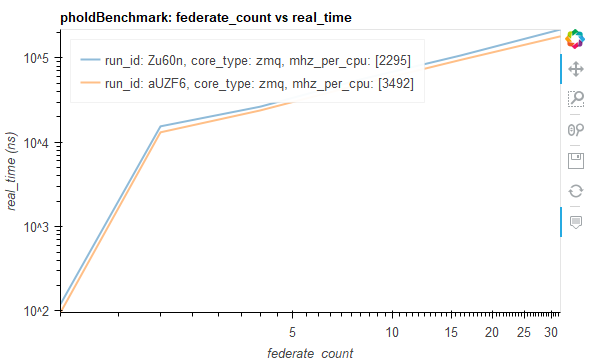 pholdBenchmark: federate_count vs real_time
run_id: Zu60n, core_type: zmq, mhz_per_cpu: [2295]
run_id: aUZF6, core_type: zmq, mhz_per_cpu: [3492]
real_time (ns)
10^5
10^4
10^3
10^2
5 10 15 20 25 30
federate_count